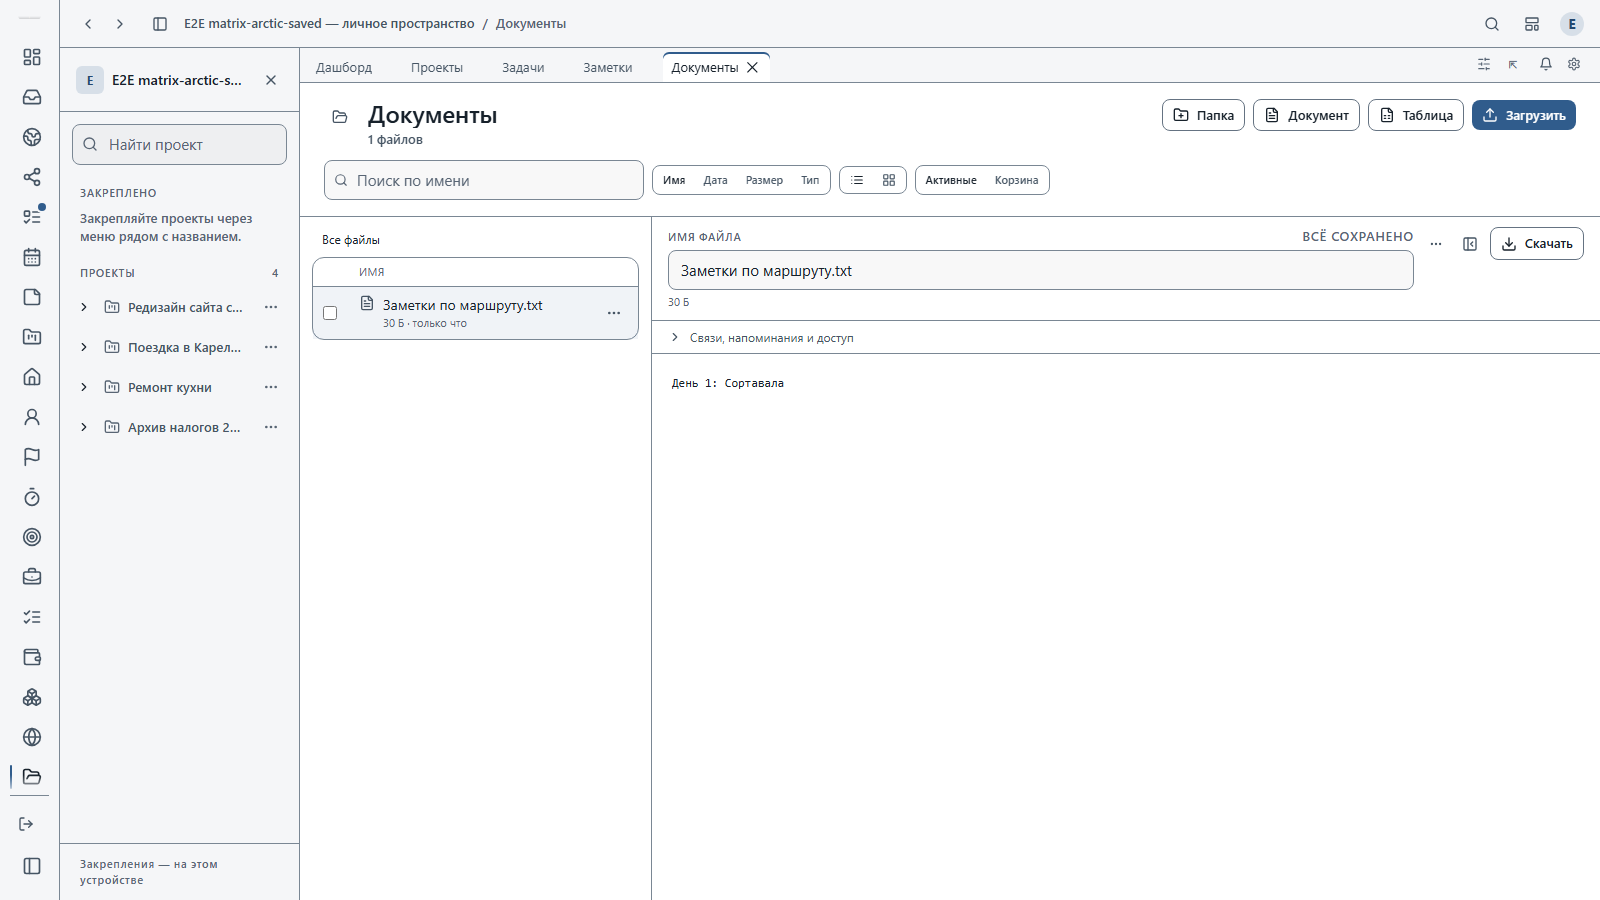 E2E matrix-arctic-saved — личное пространство / Документы
E
E
E2E matrix-arctic-s...
Найти проект
ЗАКРЕПЛЕНО
Закрепляйте проекты через
меню рядом с названием.
ПРОЕКТЫ 4
Редизайн сайта с...
Поездка в Карел...
Ремонт кухни
Архив налогов 2...
Закрепления — на этом
устройстве
Дашборд Проекты Задачи Заметки Документы
Документы
1 файлов
Папка Документ Таблица Загрузить
Поиск по имени
Имя Дата Размер Тип
Активные Корзина
Все файлы
ИМЯ
Заметки по маршруту.txt
30 Б · только что
ИМЯ ФАЙЛА
ВСЁ СОХРАНЕНО
Скачать
Заметки по маршруту.txt
30 Б
Связи, напоминания и доступ
День 1: Сортавала